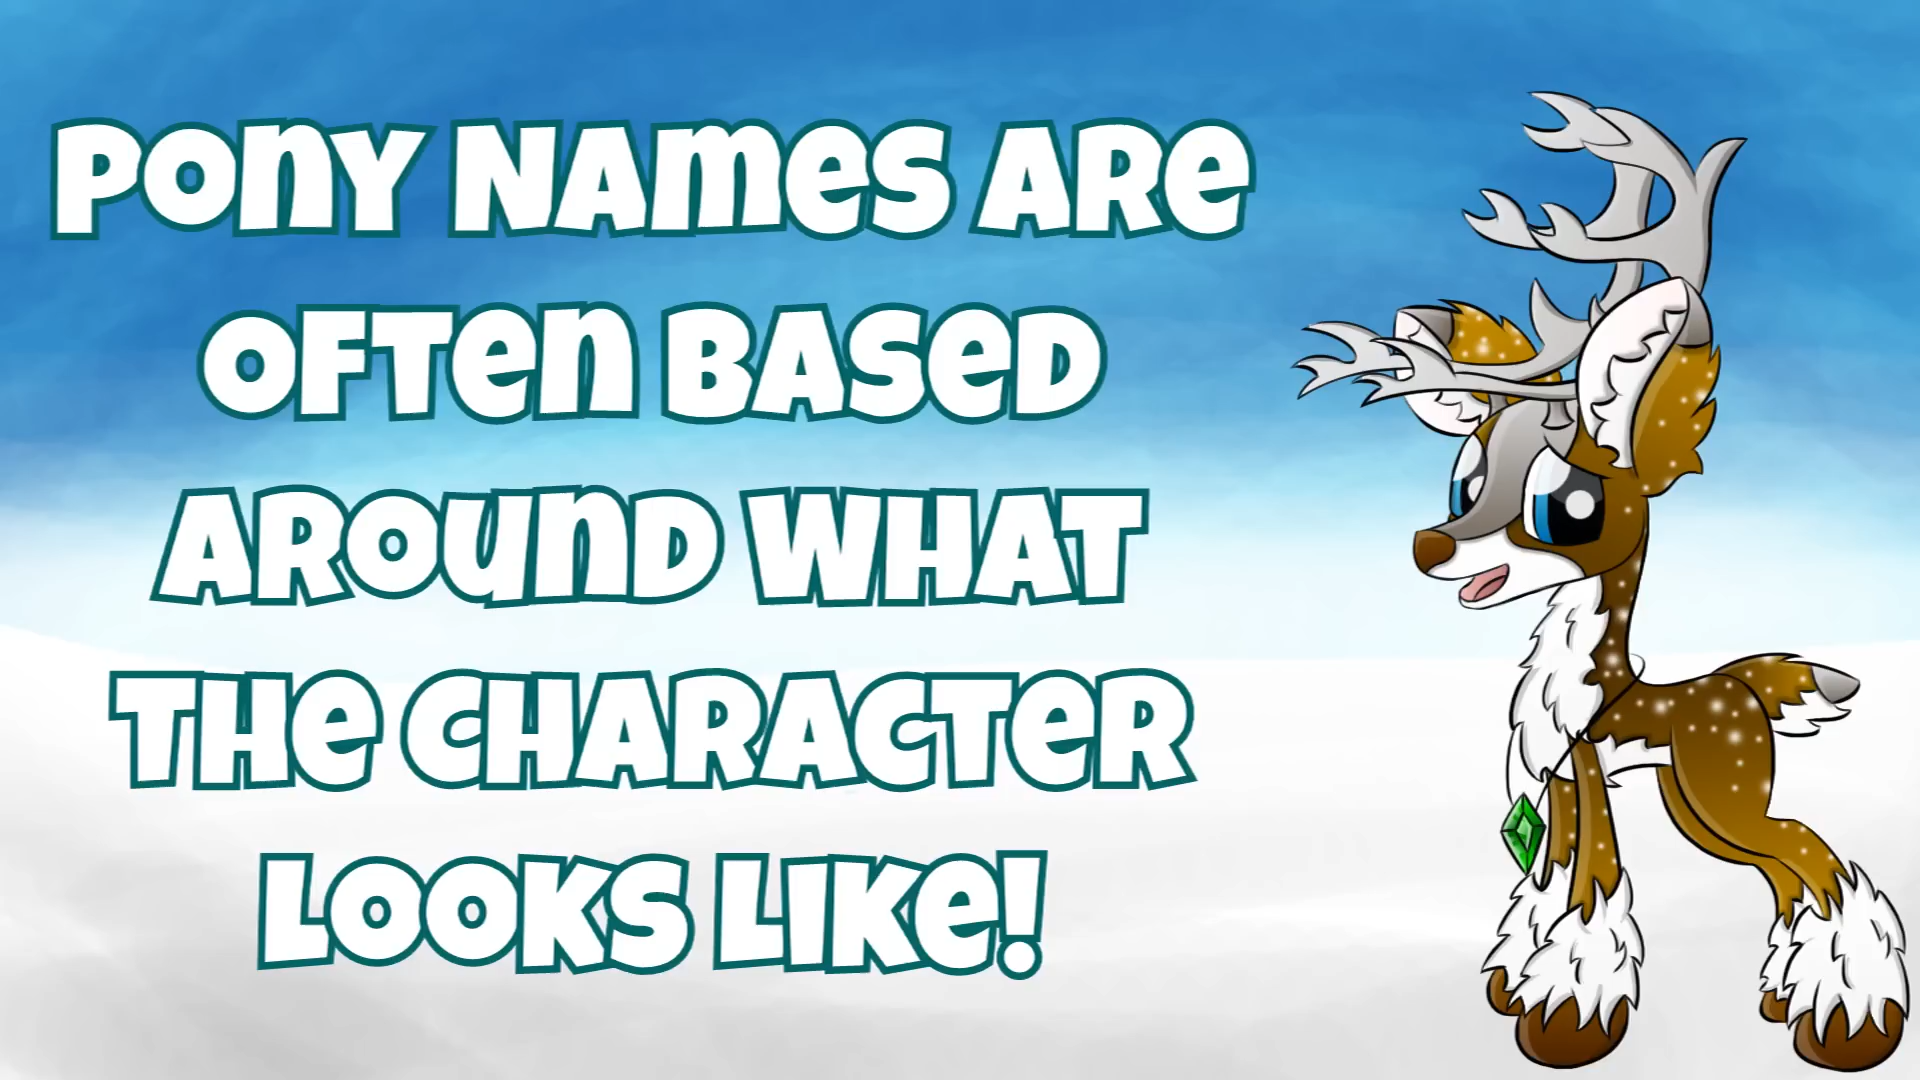 Pony Names are
often based
around what
the character
looks like!